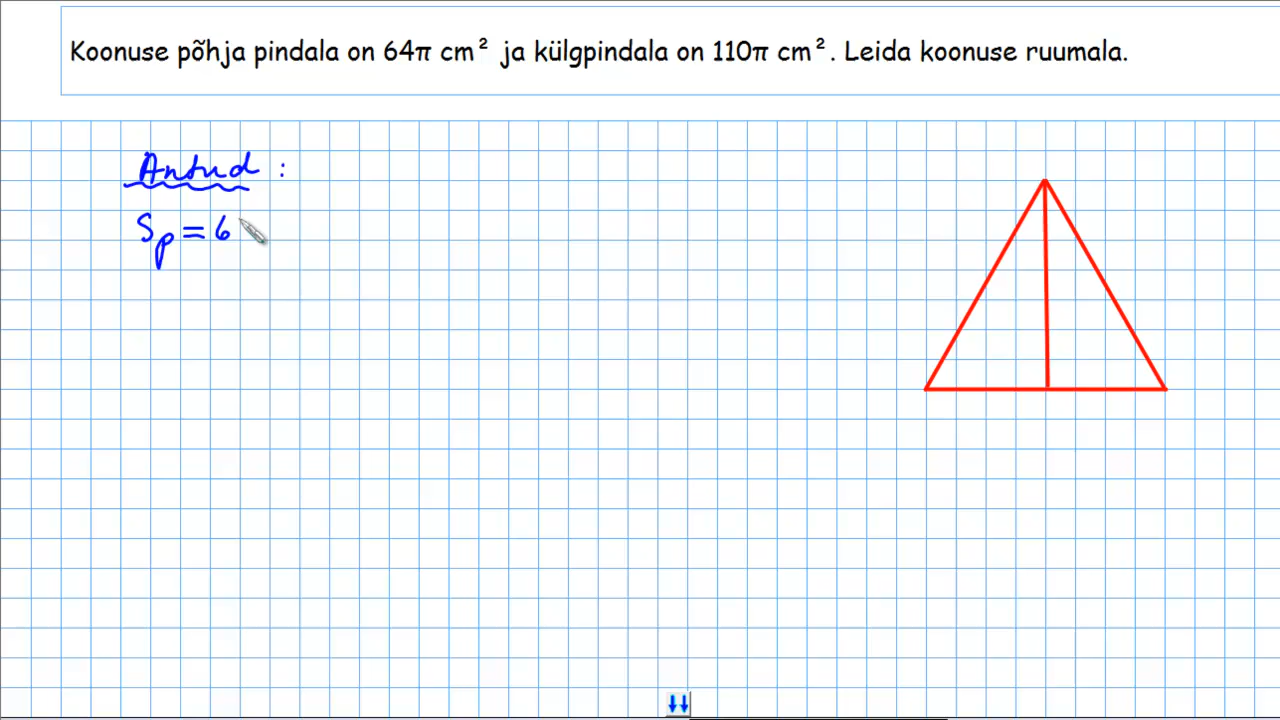 Koonuse põhja pindala on 64π cm² ja külgpindala on 110π cm². Leida koonuse ruumala.
Antud :
Sp = 6